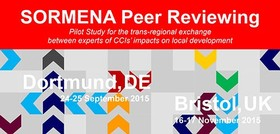 SORMENA Peer Reviewing
Pilot Study for the trans-regional exchange
between experts of CCIs' impacts on local development
Dortmund,DE
24-25 September 2015
Bristol,UK
16-17 November 2015